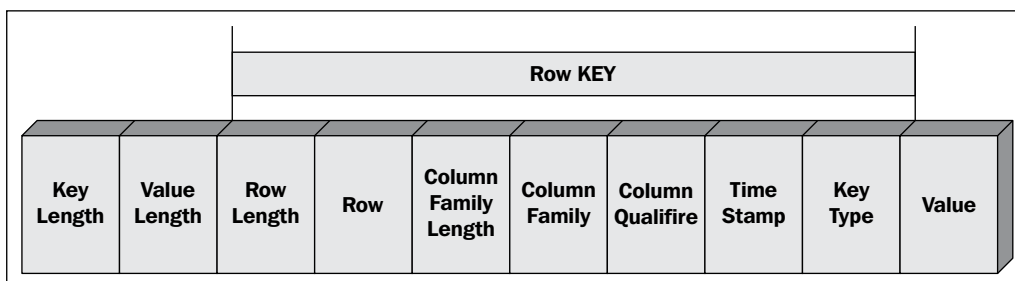 Row KEY
Key
Length
Value
Length
Row
Length
Row
Column
Family
Length
Column
Family
Column
Qualifire
Time
Stamp
Key
Type
Value